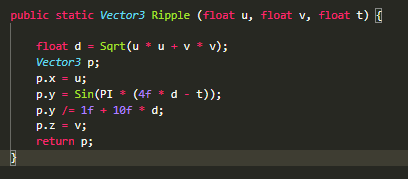 public static Vector3 Ripple (float u, float v, float t) {
float d = Sqrt(u * u + v * v);
Vector3 p;
p.x = u;
p.y = Sin(PI * (4f * d - t));
p.y /= 1f + 10f * d;
p.z = v;
return p;
}